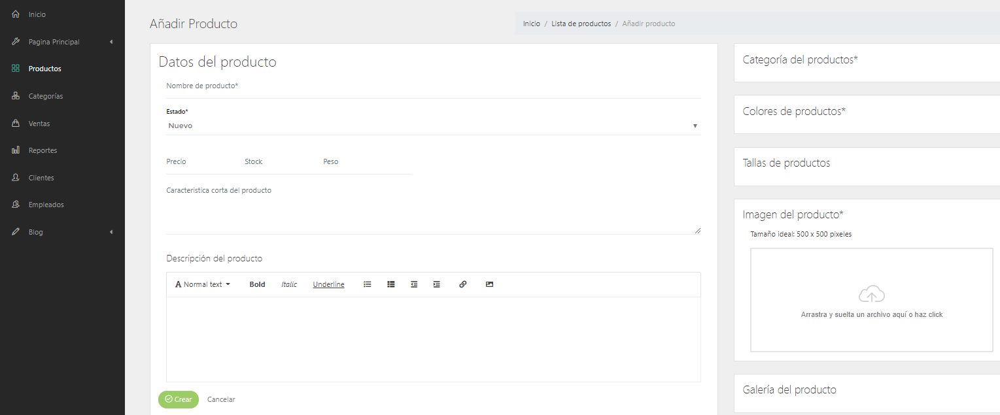 Inicio
Pagina Principal
Productos
Categorías
Ventas
Reportes
Clientes
Empleados
Blog
Añadir Producto
Inicio / Lista de productos / Añadir producto
Datos del producto
Nombre de producto*
Estado*
Nuevo
Precio Stock Peso
Característica corta del producto
Descripción del producto
A Normal text Bold Italic Underline
Crear Cancelar
Categoría del productos*
Colores de productos*
Tallas de productos
Imagen del producto*
Tamaño ideal: 500 x 500 pixeles
Arrastra y suelta un archivo aquí o haz click
Galería del producto